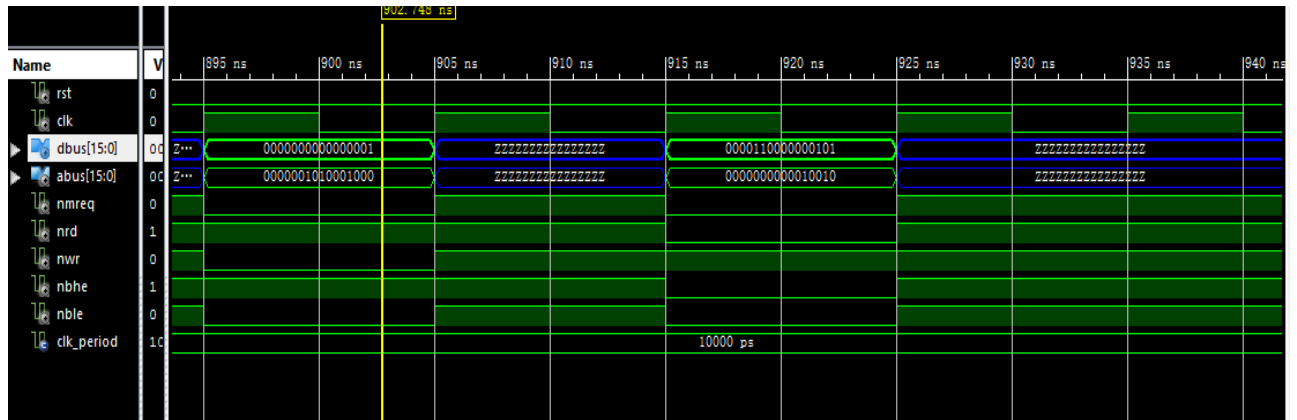 902.748 ns
Name V 895 ns 900 ns 905 ns 910 ns 915 ns 920 ns 925 ns 930 ns 935 ns 940 ns
rst 0
clk 0
dbus[15:0] 00 Z... 0000000000000001 ZZZZZZZZZZZZZZZZ 0000110000000101 ZZZZZZZZZZZZZZZZ
abus[15:0] 00 Z... 0000001010001000 ZZZZZZZZZZZZZZZZ 0000000000010010 ZZZZZZZZZZZZZZZZ
nmreq 0
nrd 1
nwr 0
nbhe 1
nble 0
clk_period 10 10000 ps